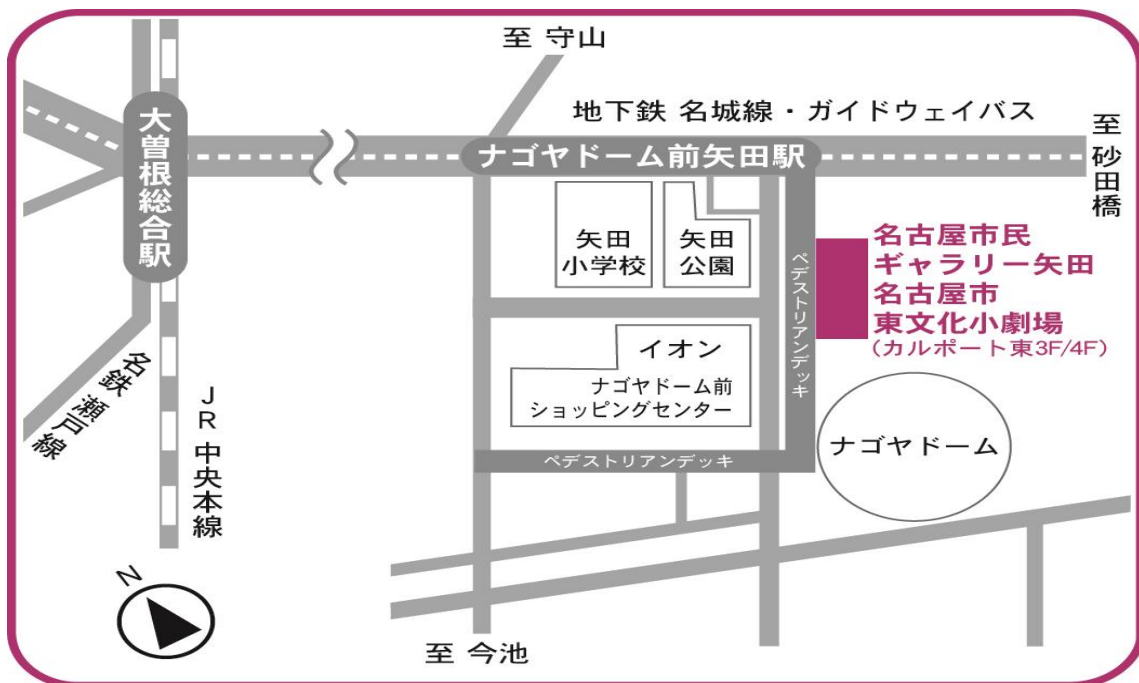 至 守山
地下鉄 名城線・ガイドウェイバス
至 砂田橋
大曽根総合駅
ナゴヤドーム前矢田駅
矢田
小学校
矢田
公園
ペデストリアンデッキ
名古屋市民
ギャラリー矢田
名古屋市
東文化小劇場
(カルポート東3F/4F)
イオン
ナゴヤドーム前
ショッピングセンター
名鉄 瀬戸線
JR 中央本線
ナゴヤドーム
ペデストリアンデッキ
N
至 今池